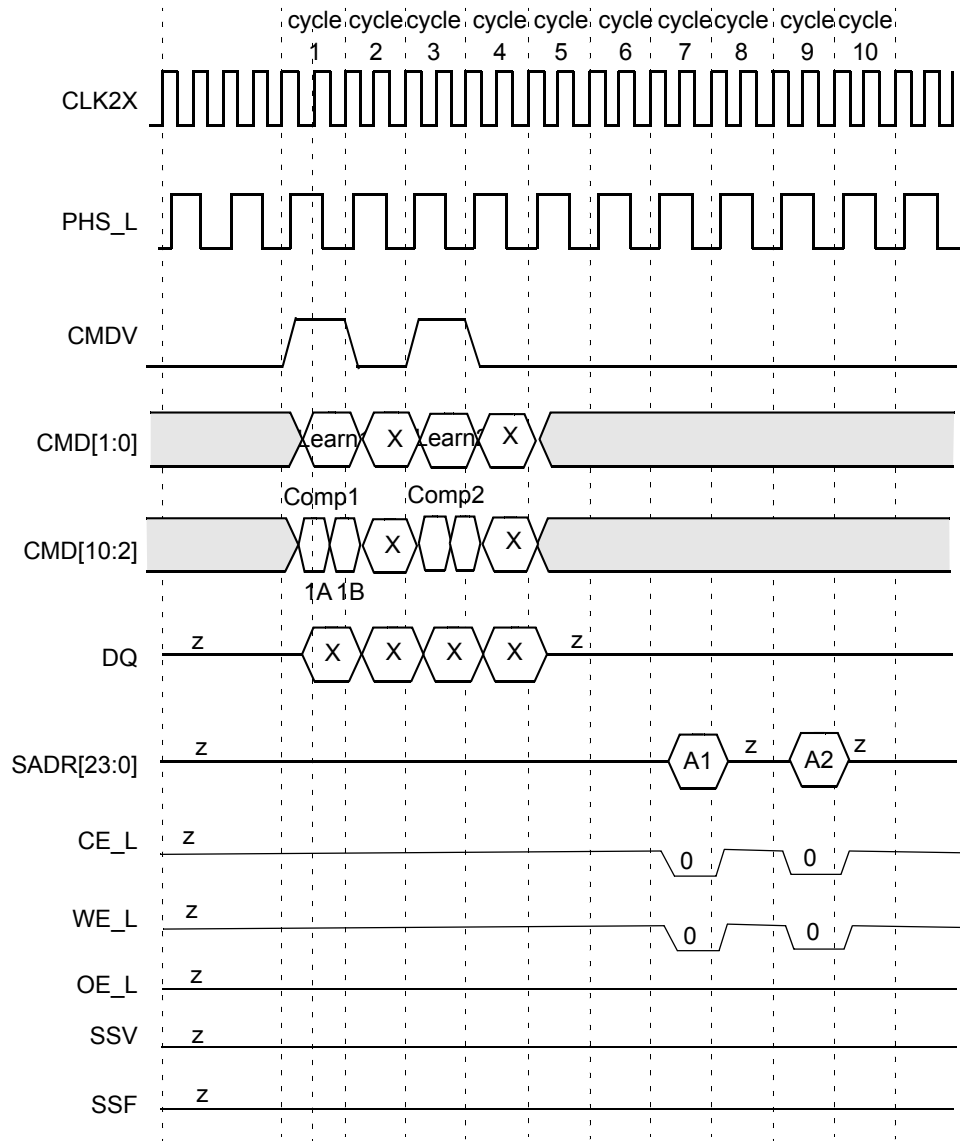 cycle cycle cycle cycle cycle cycle cycle cycle cycle cycle
1 2 3 4 5 6 7 8 9 10
CLK2X
PHS_L
CMDV
CMD[1:0] Learn1 X Learn2 X
Comp1 Comp2
CMD[10:2] X X
1A 1B
DQ z X X X X z
SADR[23:0] z A1 z A2 z
CE_L z 0 0
WE_L z 0 0
OE_L z
SSV z
SSF z